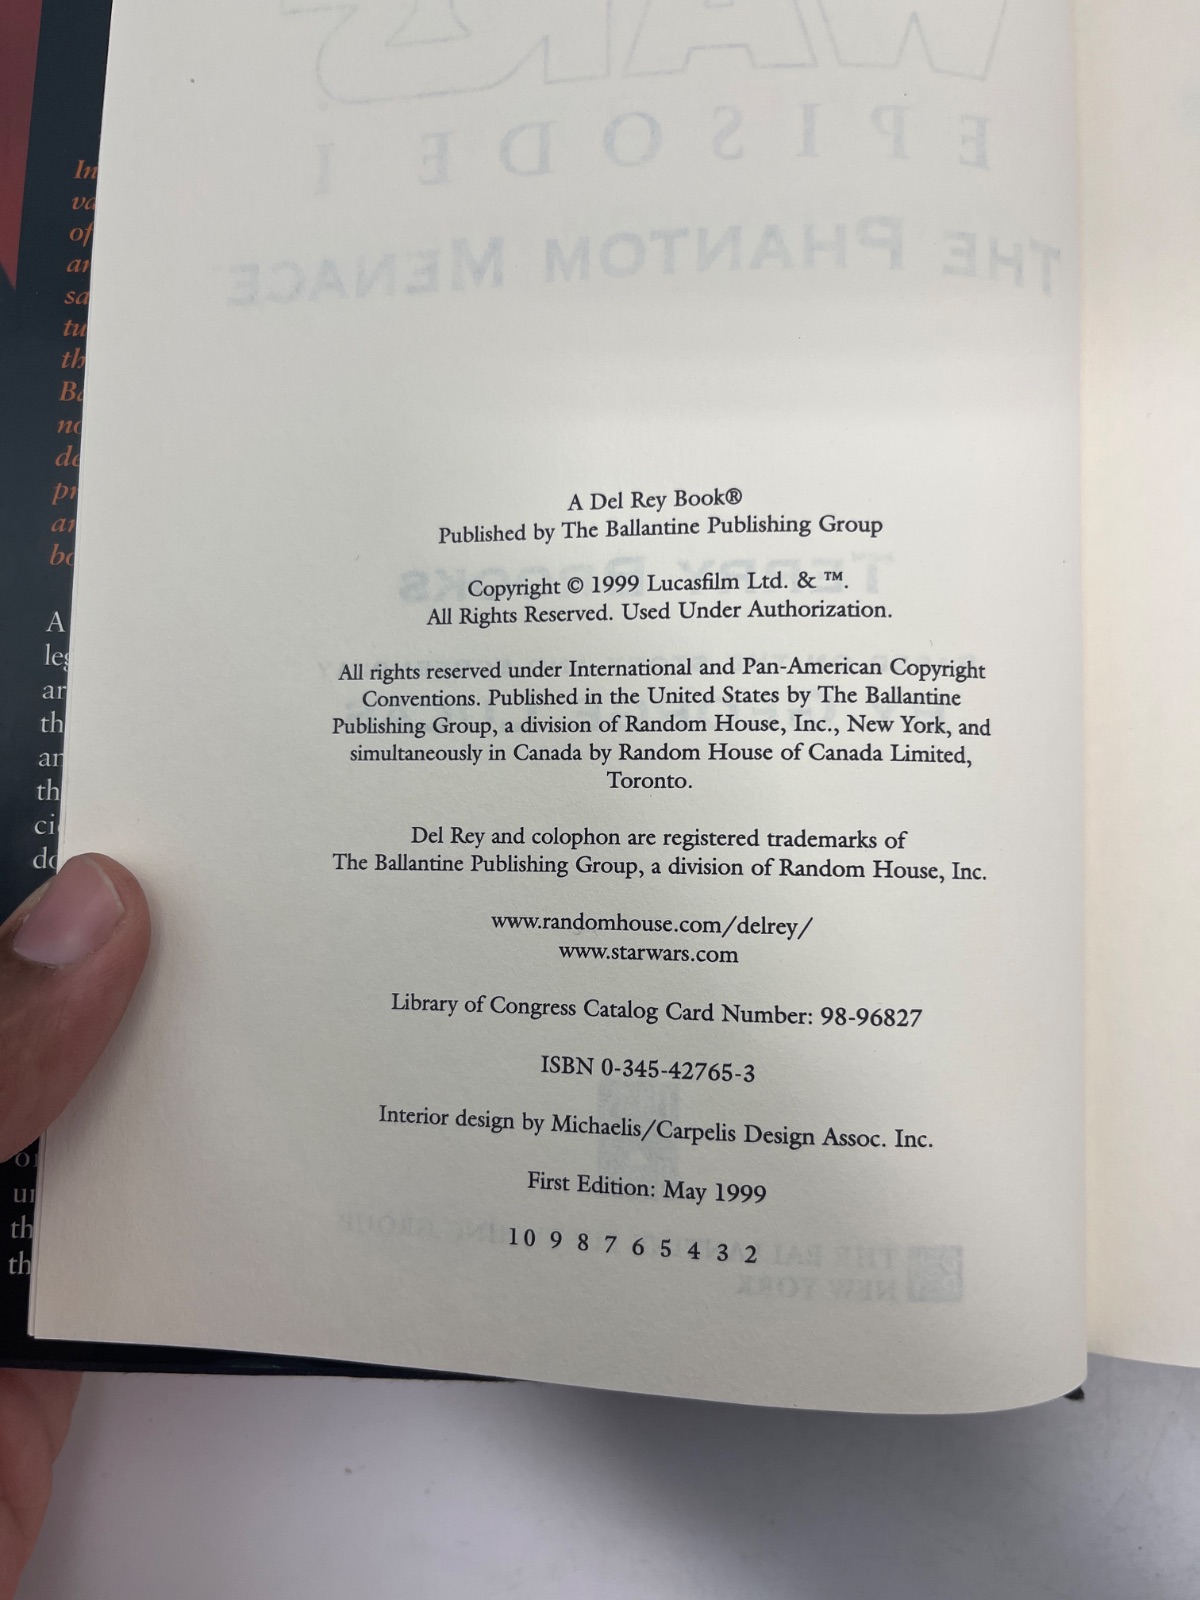 A Del Rey Book®
Published by The Ballantine Publishing Group
Copyright © 1999 Lucasfilm Ltd. & ™.
All Rights Reserved. Used Under Authorization.
All rights reserved under International and Pan-American Copyright
Conventions. Published in the United States by The Ballantine
Publishing Group, a division of Random House, Inc., New York, and
simultaneously in Canada by Random House of Canada Limited,
Toronto.
Del Rey and colophon are registered trademarks of
The Ballantine Publishing Group, a division of Random House, Inc.
www.randomhouse.com/delrey/
www.starwars.com
Library of Congress Catalog Card Number: 98-96827
ISBN 0-345-42765-3
Interior design by Michaelis/Carpelis Design Assoc. Inc.
First Edition: May 1999
10 9 8 7 6 5 4 3 2